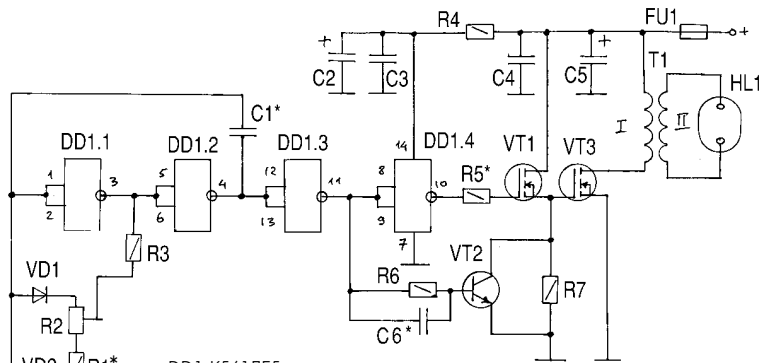 R4
FU1
+
+
+
C2
C3
C4
C5
T1
HL1
C1*
I
II
DD1.1
DD1.2
DD1.3
14
DD1.4
VT1
VT3
1
2
3
5
6
4
12
13
11
8
9
10
R5*
7
VT2
R3
R6
R7
VD1
C6*
R2
R1*